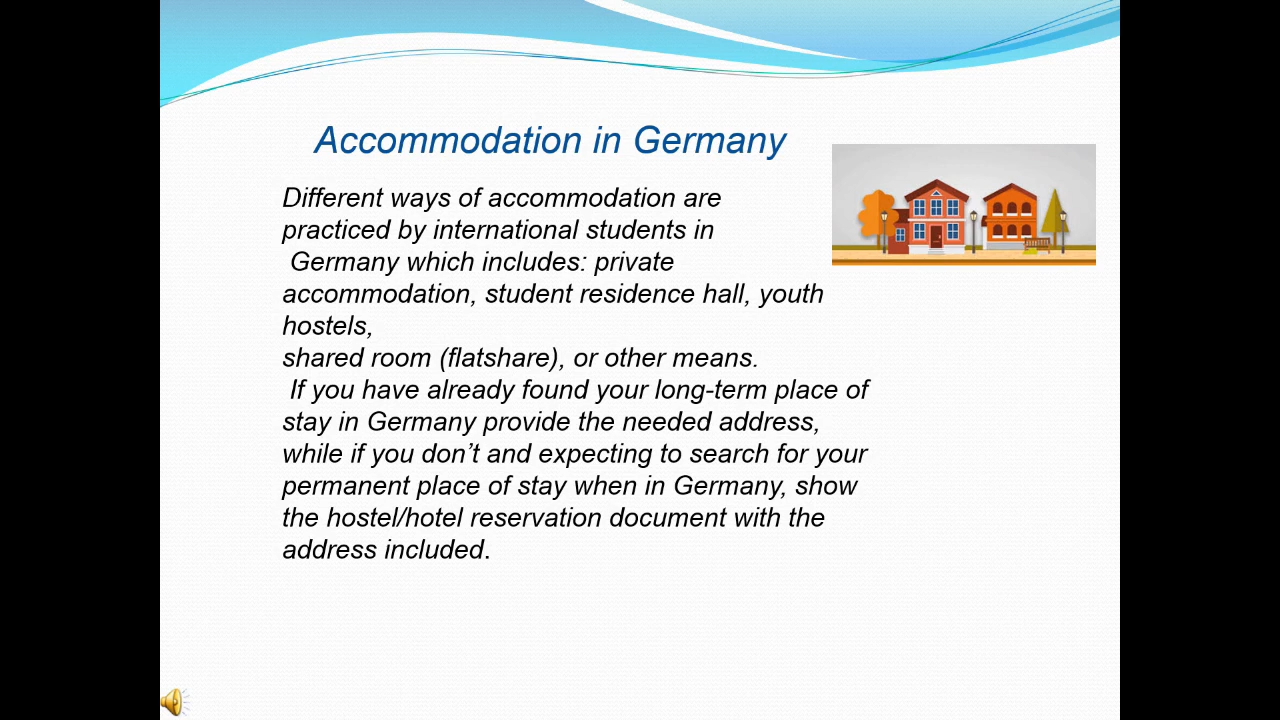 Accommodation in Germany
Different ways of accommodation are
practiced by international students in
Germany which includes: private
accommodation, student residence hall, youth
hostels,
shared room (flatshare), or other means.
If you have already found your long-term place of
stay in Germany provide the needed address,
while if you don’t and expecting to search for your
permanent place of stay when in Germany, show
the hostel/hotel reservation document with the
address included.